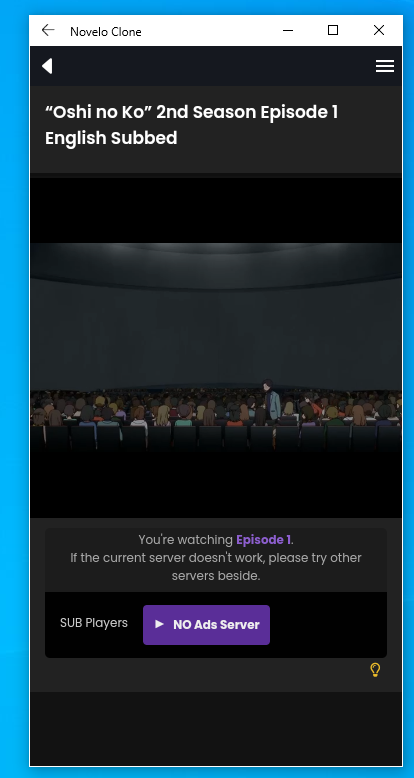 Novelo Clone
“Oshi no Ko” 2nd Season Episode 1
English Subbed
You're watching Episode 1.
If the current server doesn't work, please try other
servers beside.
SUB Players
NO Ads Server